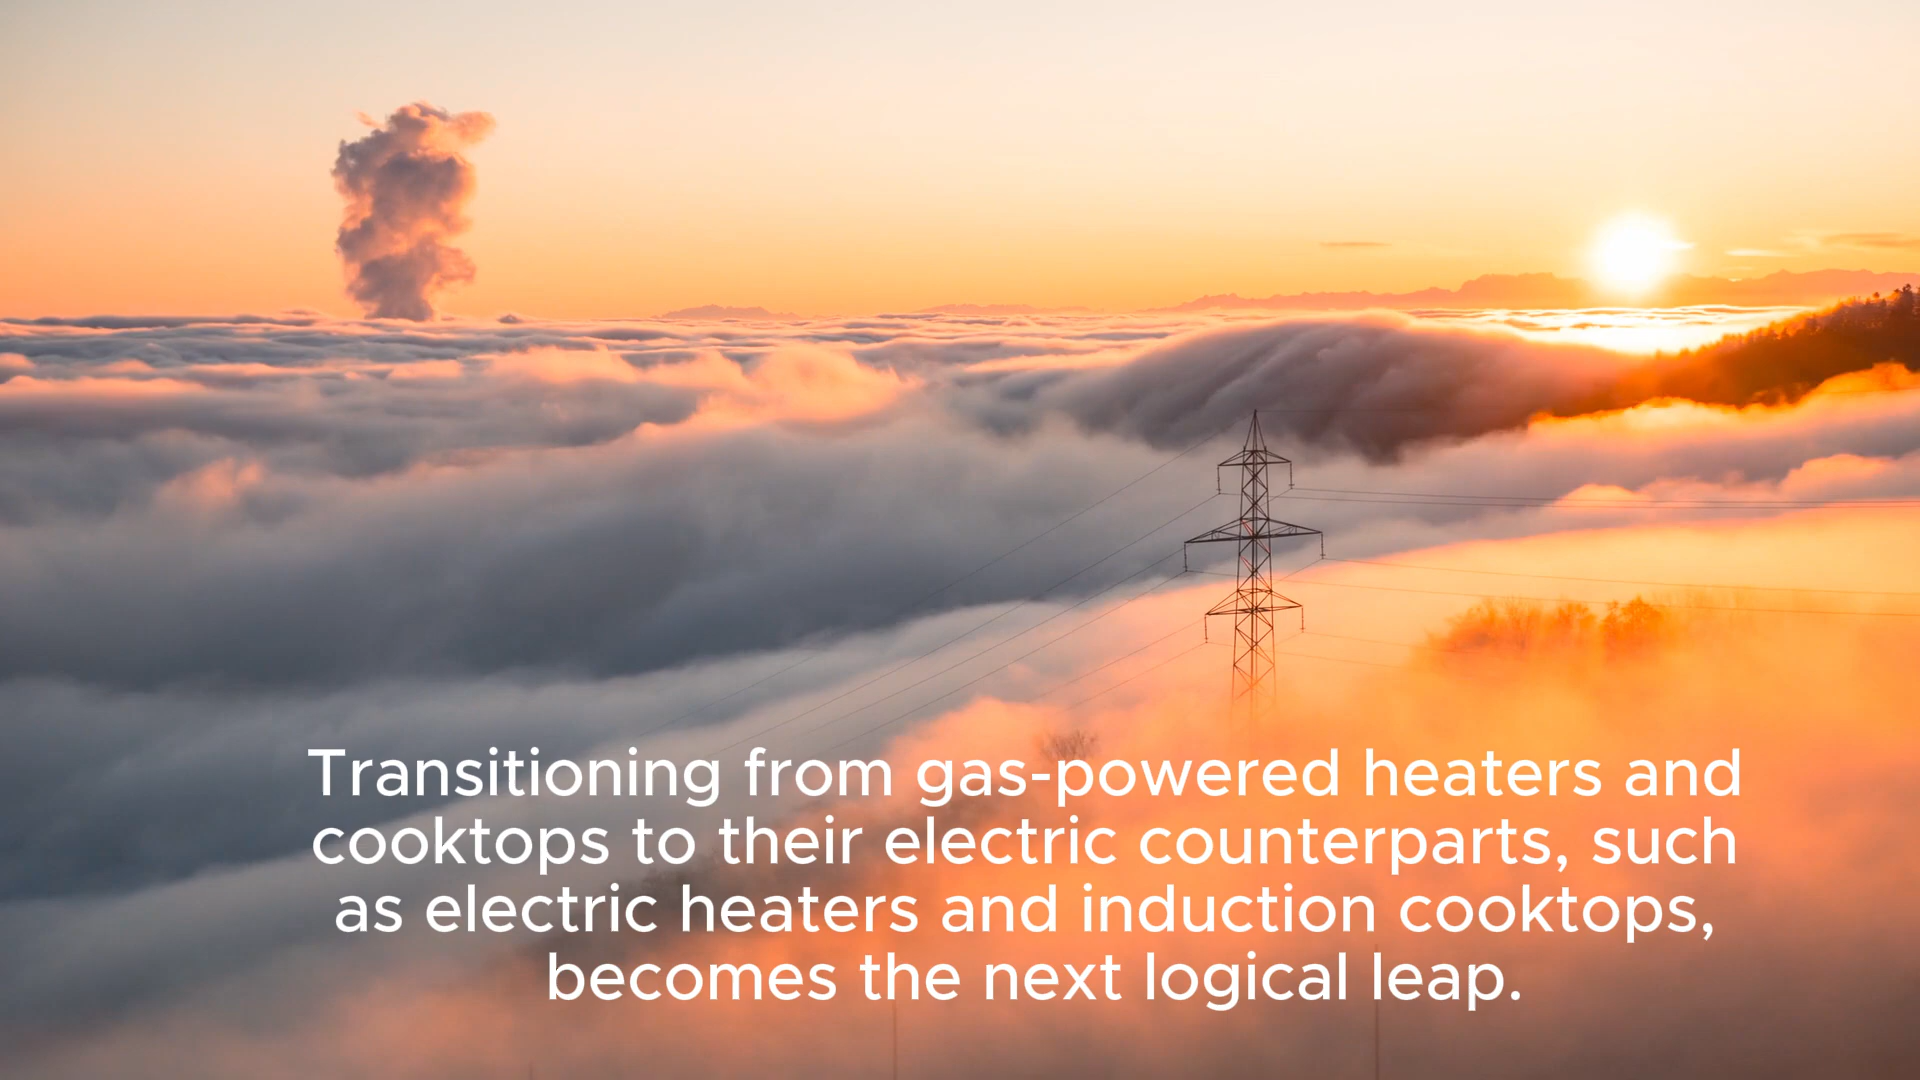 Transitioning from gas-powered heaters and
cooktops to their electric counterparts, such
as electric heaters and induction cooktops,
becomes the next logical leap.